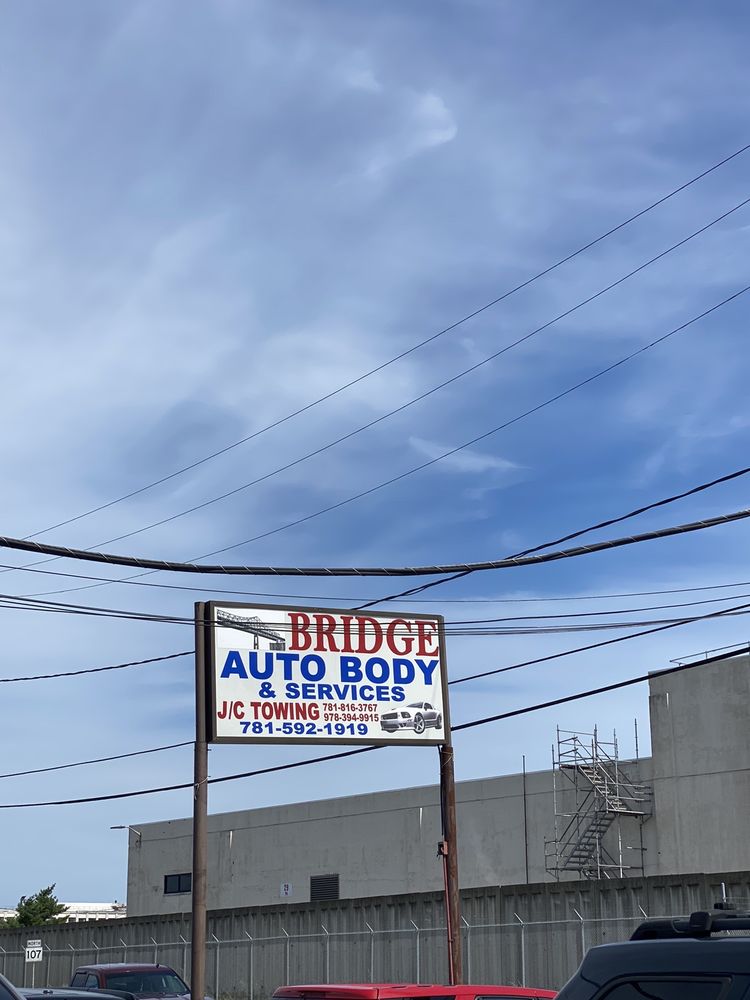 BRIDGE
AUTO BODY
& SERVICES
J/C TOWING 781-816-3767
978-394-9915
781-592-1919
NORTH
107